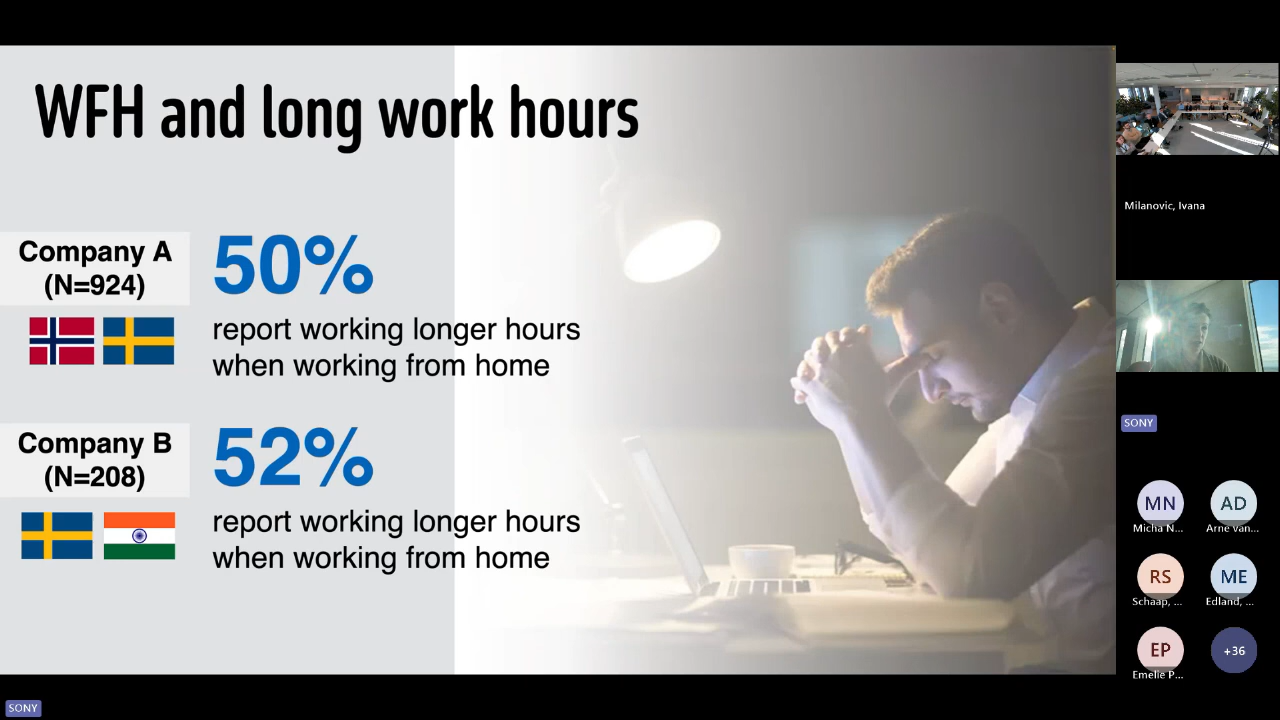 WFH and long work hours
Company A
(N=924)
50%
report working longer hours
when working from home
Company B
(N=208)
52%
report working longer hours
when working from home
Milanovic, Ivana
SONY
MN
Micha N...
AD
Arne van...
RS
Schaap, ...
ME
Edland, ...
EP
Emelie P...
+36
SONY